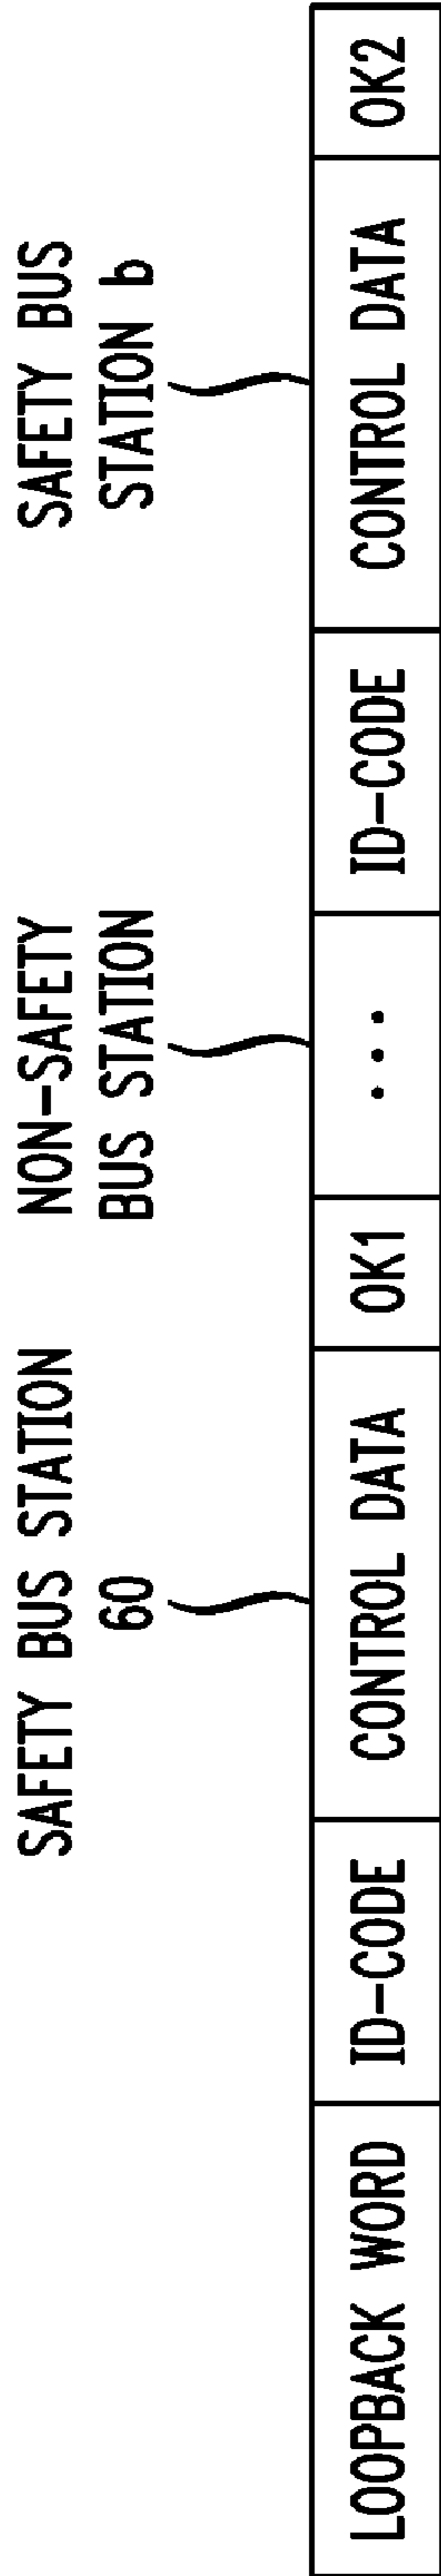 SAFETY BUS STATION
60
NON-SAFETY
BUS STATION
SAFETY BUS
STATION b
LOOPBACK WORD
ID-CODE
CONTROL DATA
OK1
...
ID-CODE
CONTROL DATA
OK2